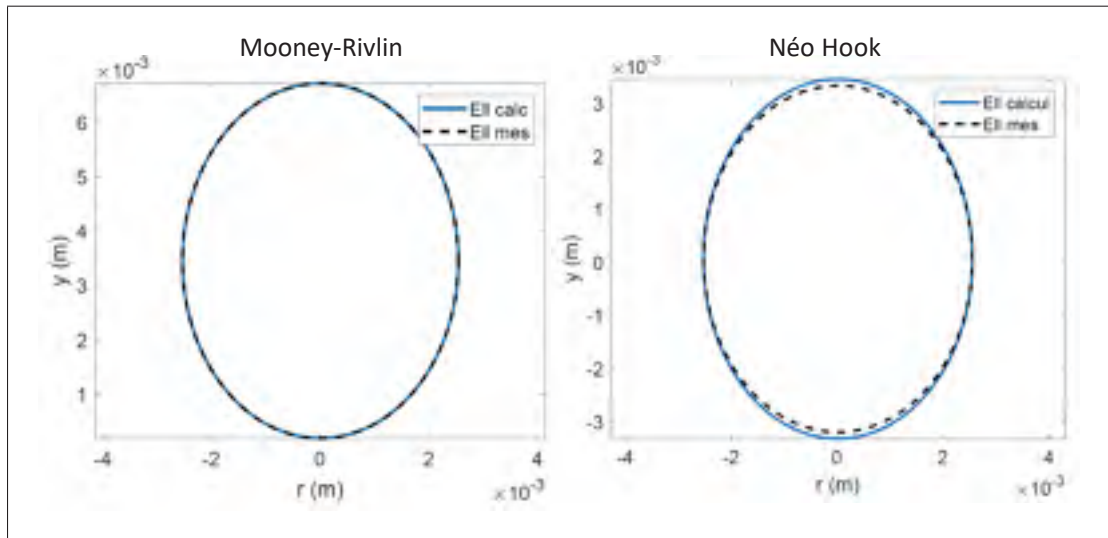 Mooney-Rivlin
×10⁻³
6
5
4
3
2
1
y (m)
-4
-2
0
2
4
r (m)
×10⁻³
Ell calc
Ell mes
Néo Hook
×10⁻³
3
2
1
0
-1
-2
-3
y (m)
-4
-2
0
2
4
r (m)
×10⁻³
Ell calcul
Ell mes